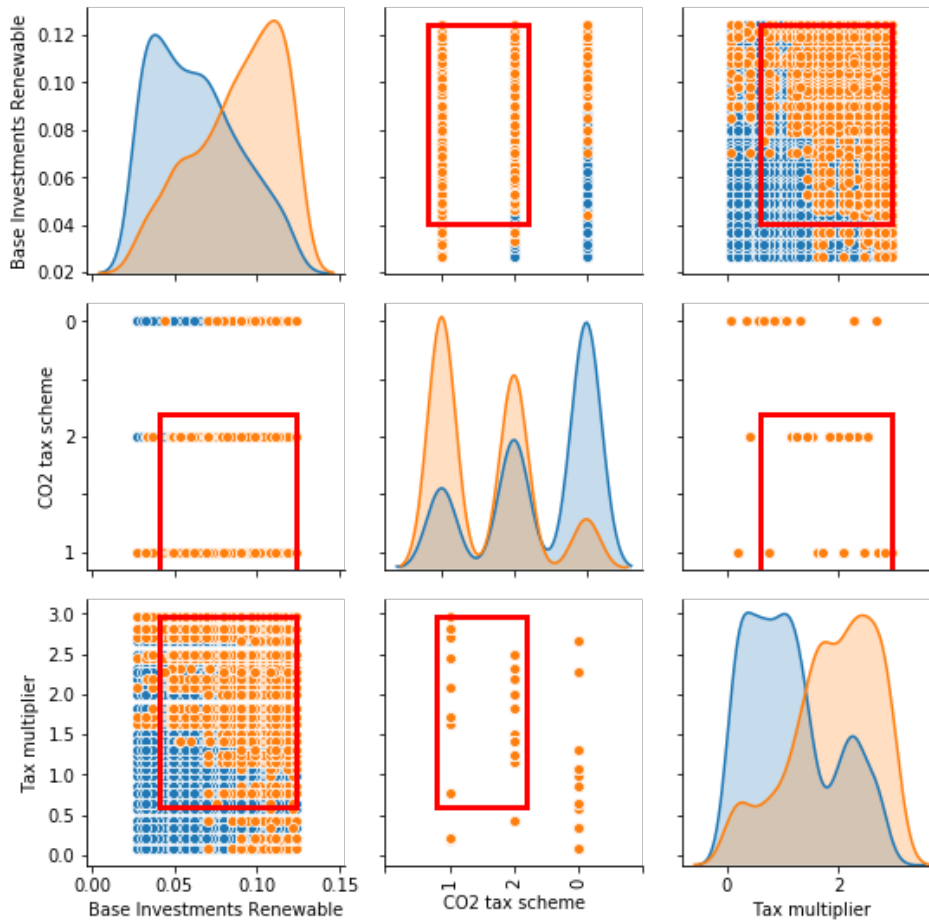 Base Investments Renewable
0.12
0.10
0.08
0.06
0.04
0.02
CO2 tax scheme
0
2
1
Tax multiplier
3.0
2.5
2.0
1.5
1.0
0.5
0.0
0.00 0.05 0.10 0.15
Base Investments Renewable
1 2 0
CO2 tax scheme
0 2
Tax multiplier